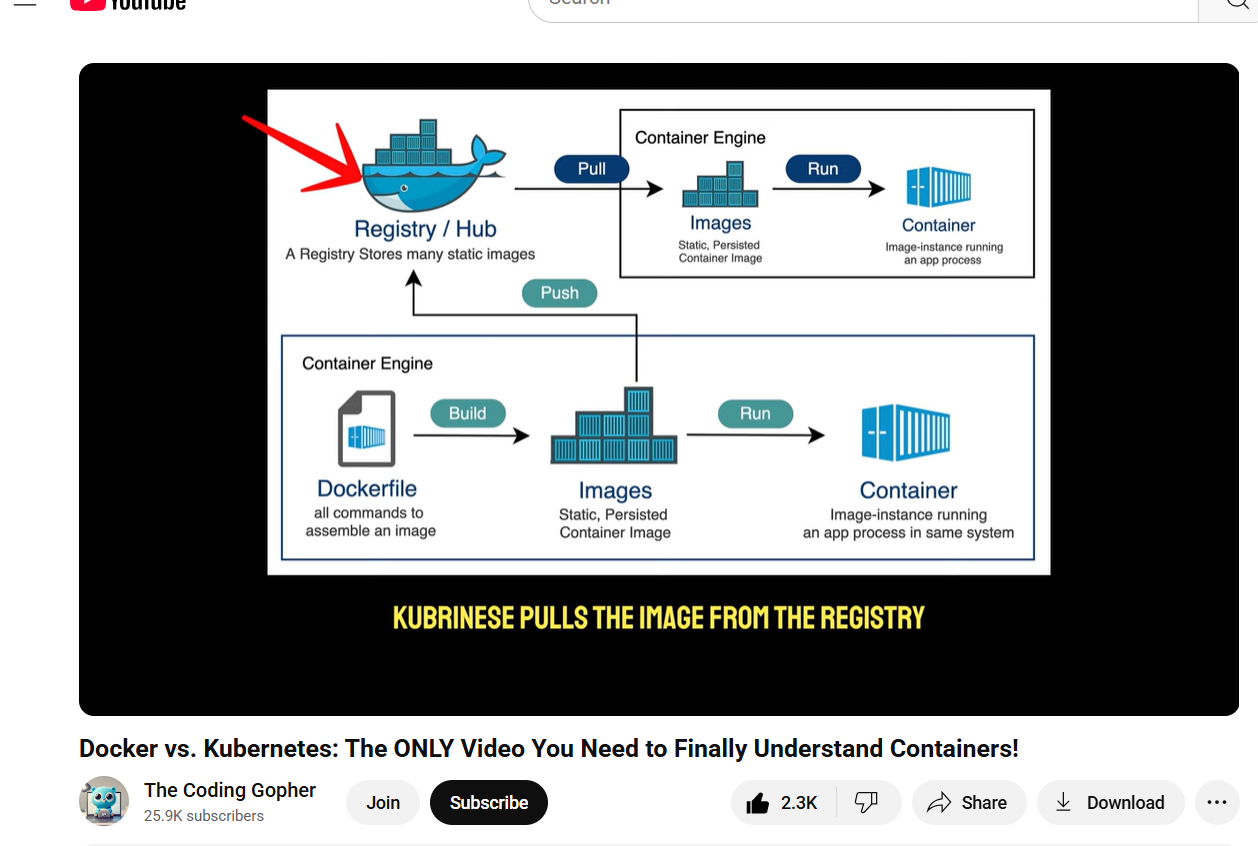 YouTube
Search
Container Engine
Pull
Run
Registry / Hub
A Registry Stores many static images
Images
Static, Persisted
Container Image
Container
Image-instance running
an app process
Push
Container Engine
Build
Run
Dockerfile
all commands to
assemble an image
Images
Static, Persisted
Container Image
Container
Image-instance running
an app process in same system
KUBRINESE PULLS THE IMAGE FROM THE REGISTRY
Docker vs. Kubernetes: The ONLY Video You Need to Finally Understand Containers!
The Coding Gopher
25.9K subscribers
Join
Subscribe
2.3K
Share
Download